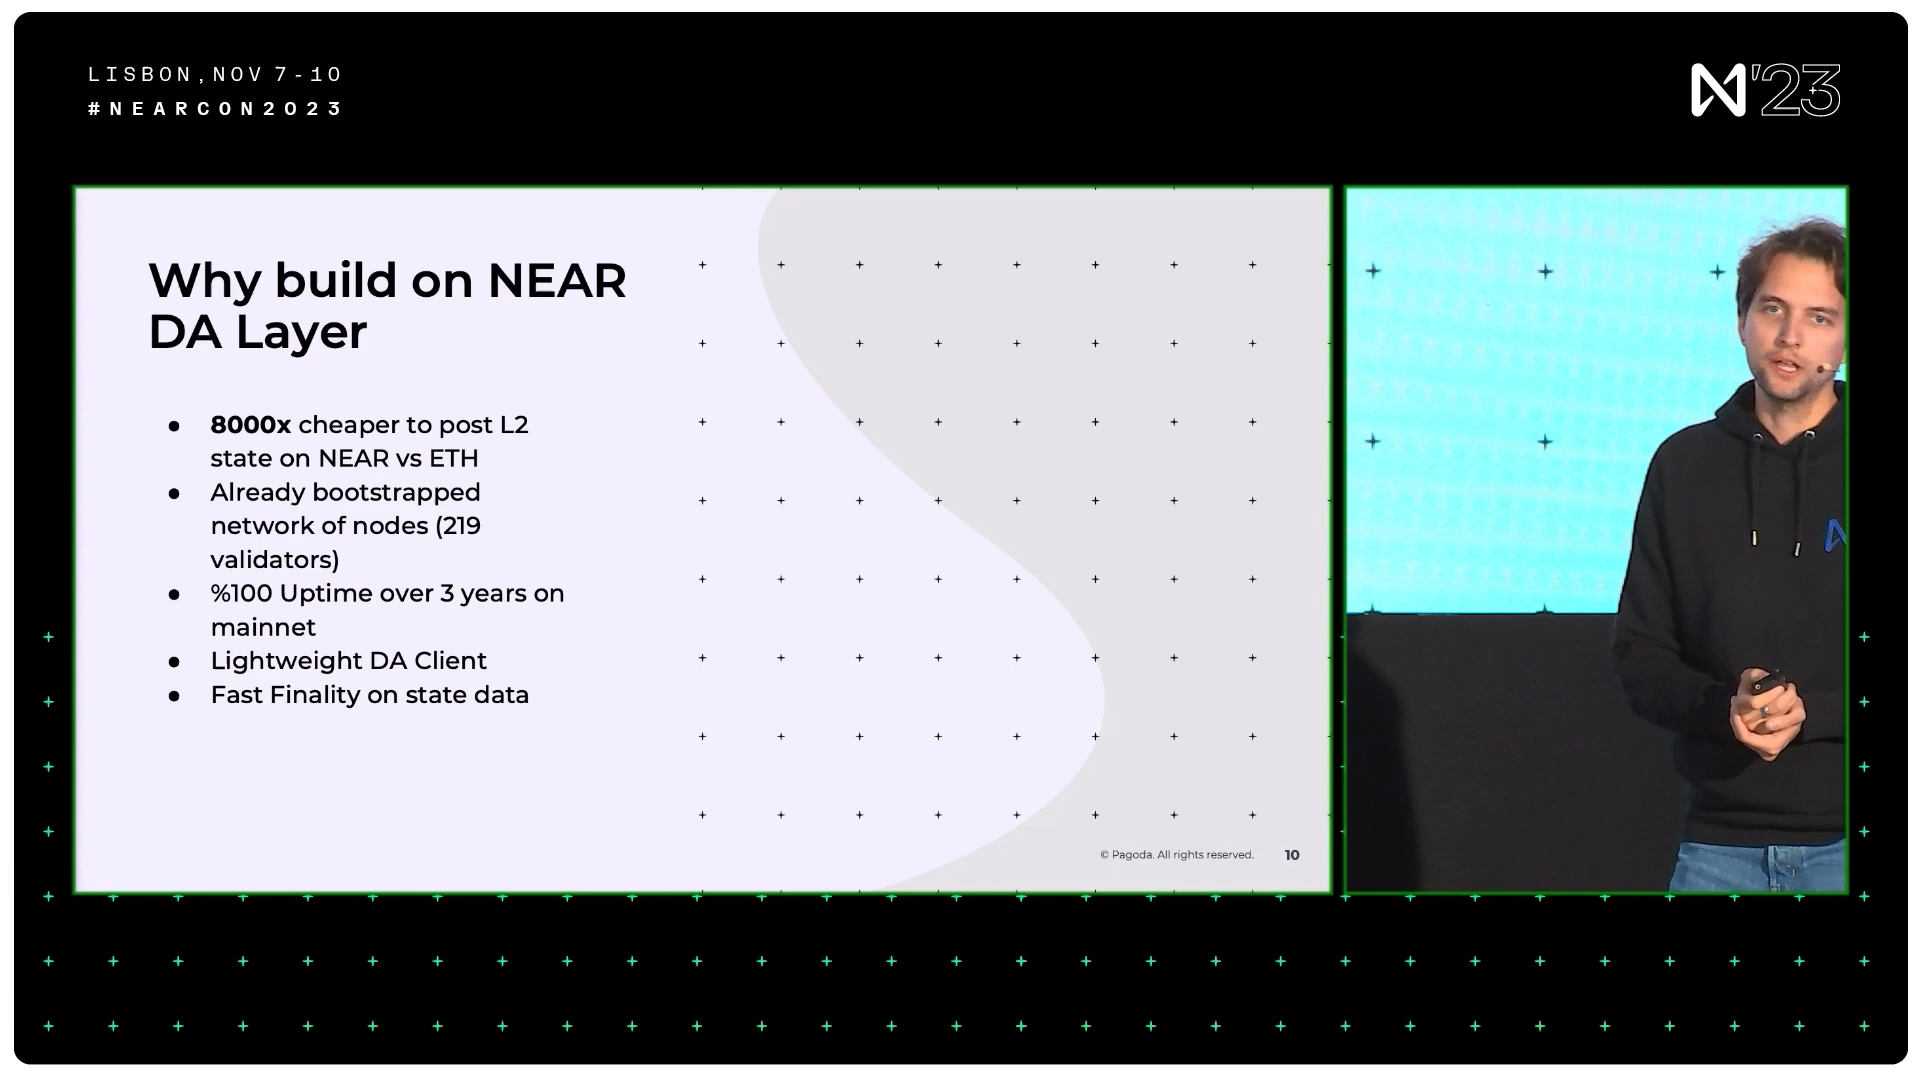 LISBON, NOV 7-10
#NEARCON2023
N'23
Why build on NEAR
DA Layer
● 8000x cheaper to post L2
state on NEAR vs ETH
● Already bootstrapped
network of nodes (219
validators)
● %100 Uptime over 3 years on
mainnet
● Lightweight DA Client
● Fast Finality on state data
© Pagoda. All rights reserved.
10